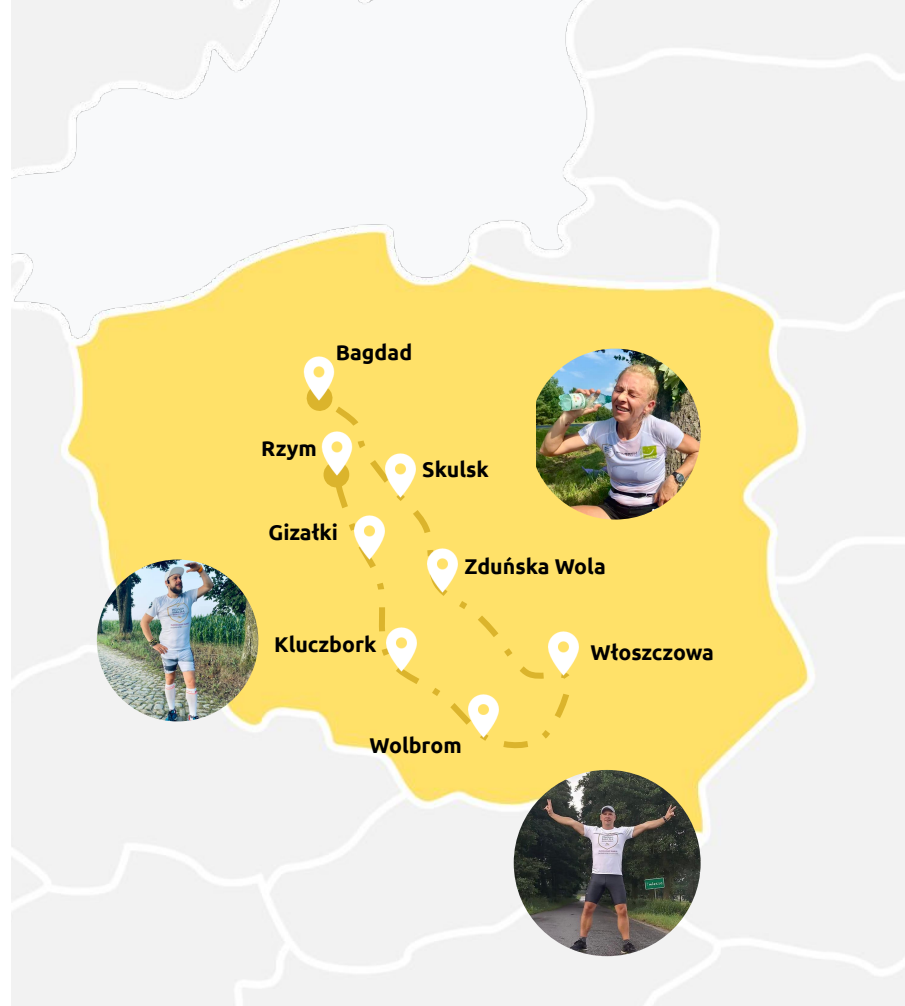 Bagdad
Rzym
Skulsk
Gizałki
Zduńska Wola
Kluczbork
Włoszczowa
Wolbrom